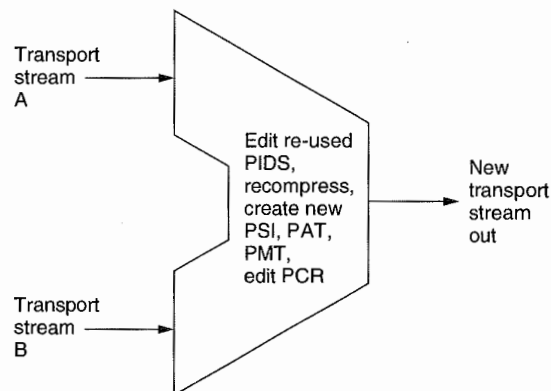 Transport
stream
A
Edit re-used
PIDS,
recompress,
create new
PSI, PAT,
PMT,
edit PCR
New
transport
stream
out
Transport
stream
B